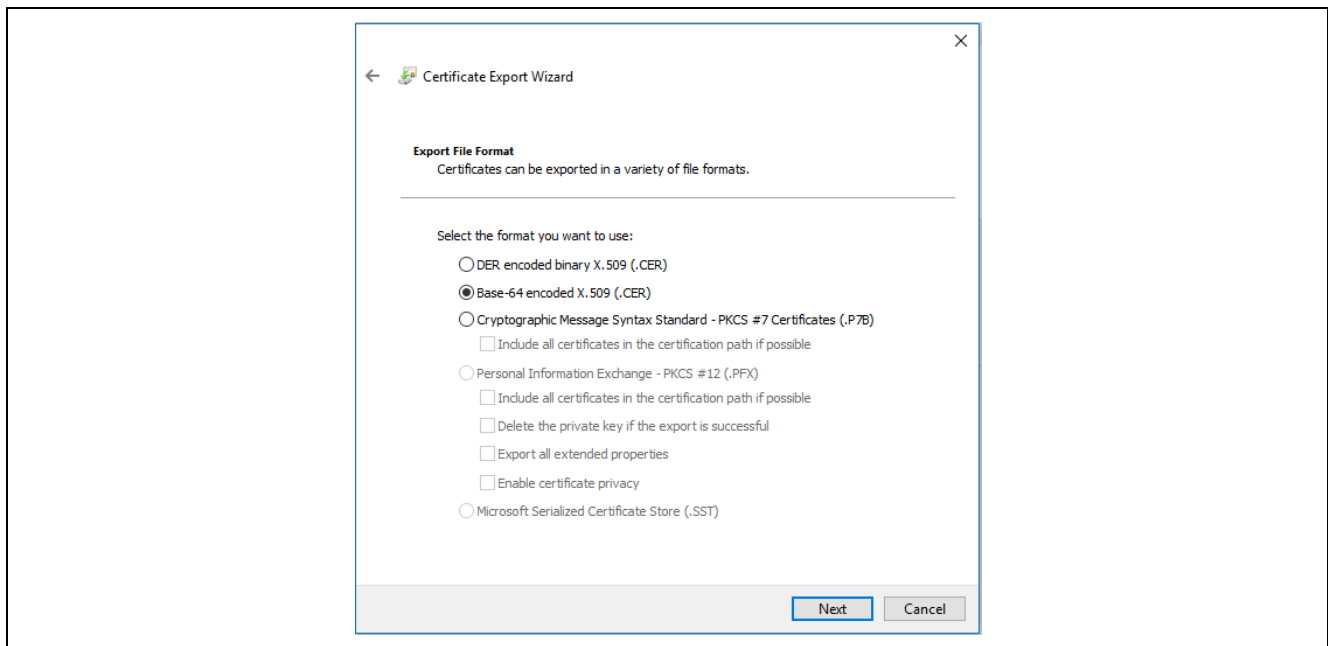 Certificate Export Wizard
Export File Format
Certificates can be exported in a variety of file formats.
Select the format you want to use:
DER encoded binary X.509 (.CER)
Base-64 encoded X.509 (.CER)
Cryptographic Message Syntax Standard - PKCS #7 Certificates (.P7B)
Include all certificates in the certification path if possible
Personal Information Exchange - PKCS #12 (.PFX)
Include all certificates in the certification path if possible
Delete the private key if the export is successful
Export all extended properties
Enable certificate privacy
Microsoft Serialized Certificate Store (.SST)
Next Cancel